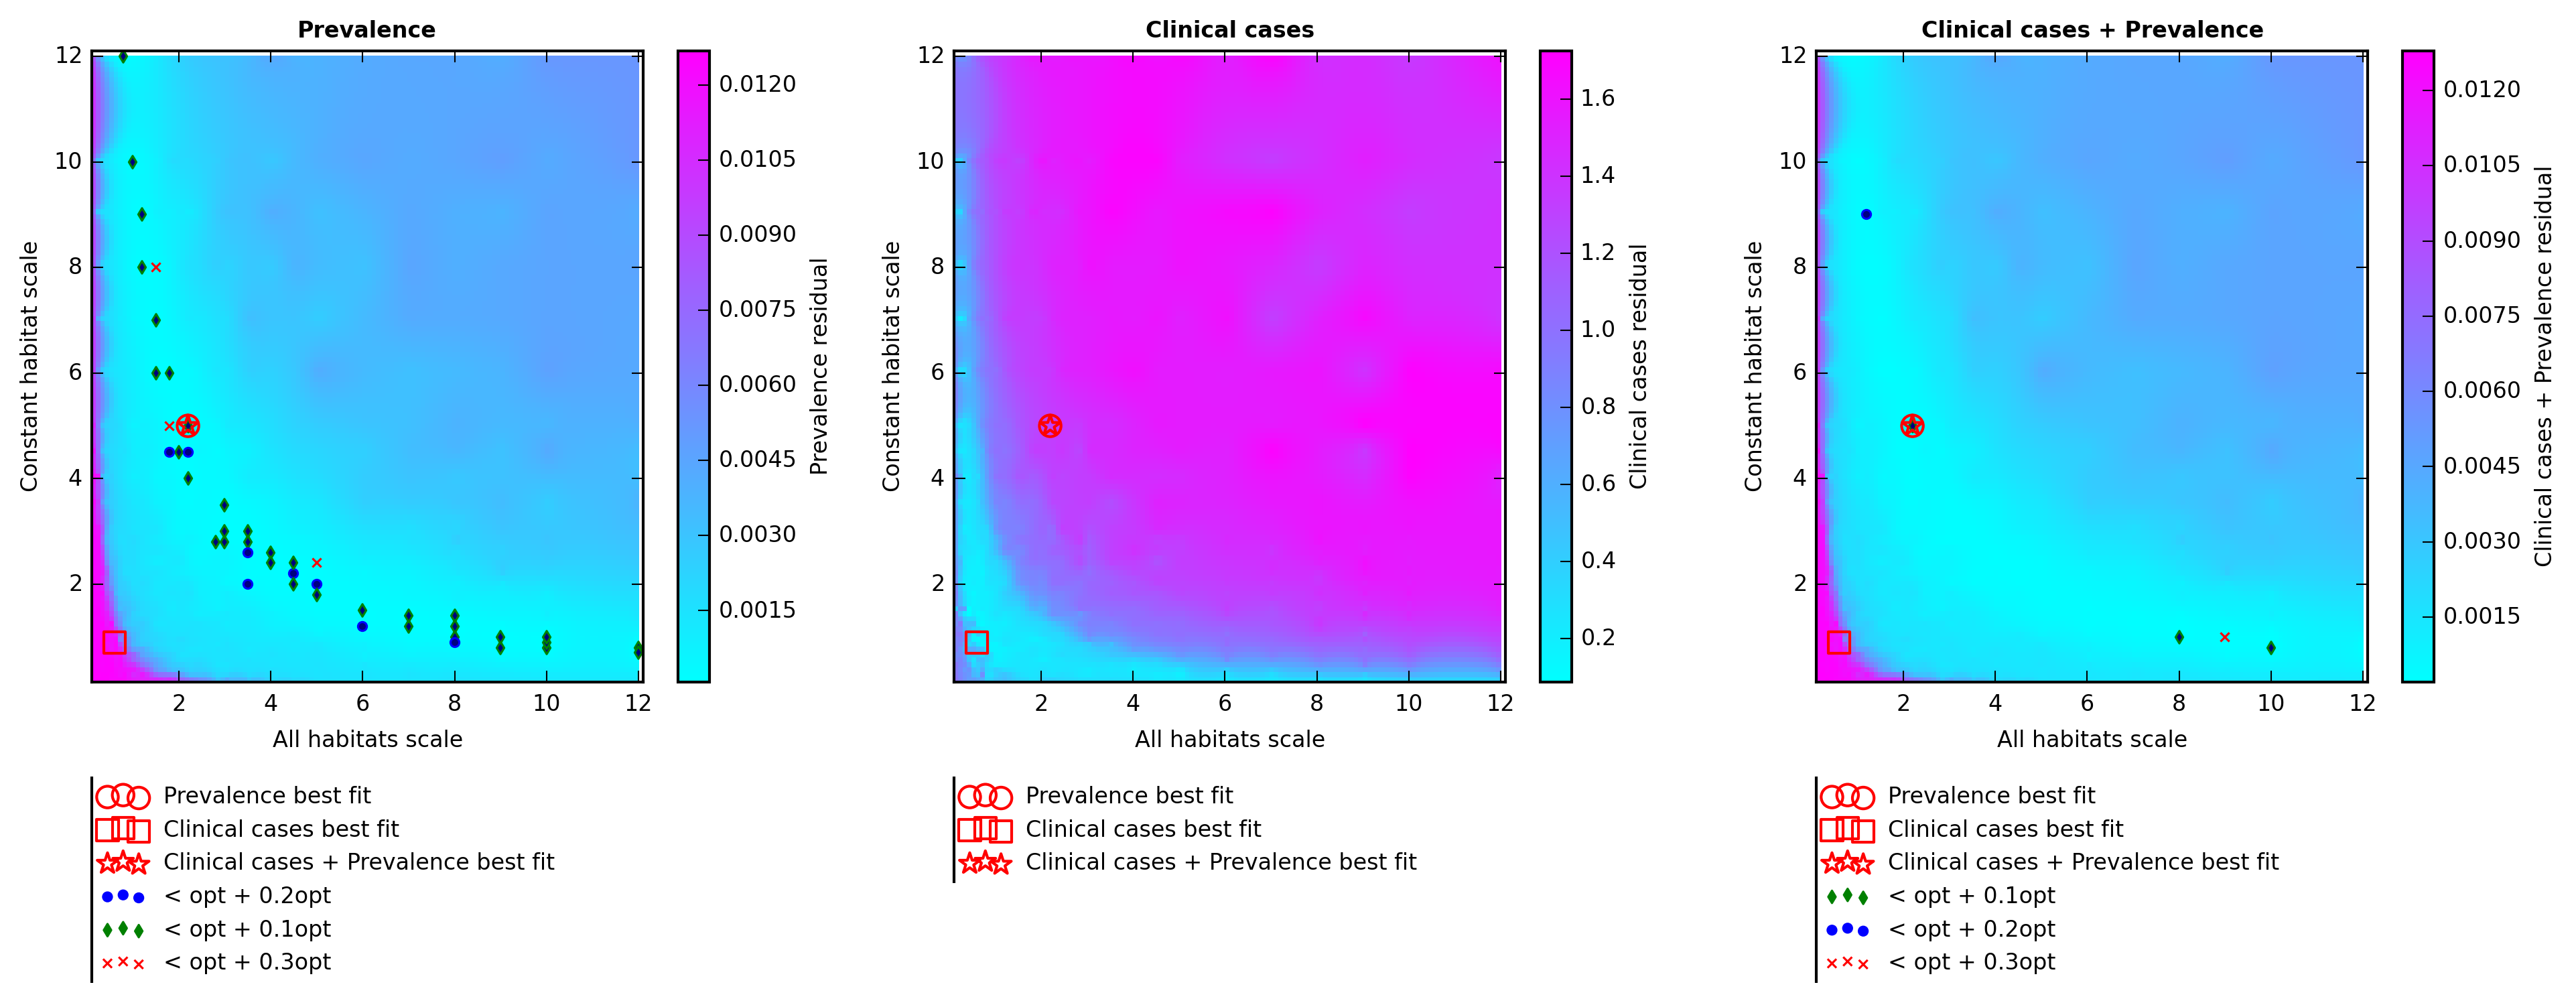 Prevalence
12
10
8
6
4
2
Constant habitat scale
2 4 6 8 10 12
All habitats scale
0.0120
0.0105
0.0090
0.0075
0.0060
0.0045
0.0030
0.0015
Prevalence residual
Prevalence best fit
Clinical cases best fit
Clinical cases + Prevalence best fit
< opt + 0.2opt
< opt + 0.1opt
< opt + 0.3opt
Clinical cases
12
10
8
6
4
2
Constant habitat scale
2 4 6 8 10 12
All habitats scale
1.6
1.4
1.2
1.0
0.8
0.6
0.4
0.2
Clinical cases residual
Prevalence best fit
Clinical cases best fit
Clinical cases + Prevalence best fit
Clinical cases + Prevalence
12
10
8
6
4
2
Constant habitat scale
2 4 6 8 10 12
All habitats scale
0.0120
0.0105
0.0090
0.0075
0.0060
0.0045
0.0030
0.0015
Clinical cases + Prevalence residual
Prevalence best fit
Clinical cases best fit
Clinical cases + Prevalence best fit
< opt + 0.1opt
< opt + 0.2opt
< opt + 0.3opt